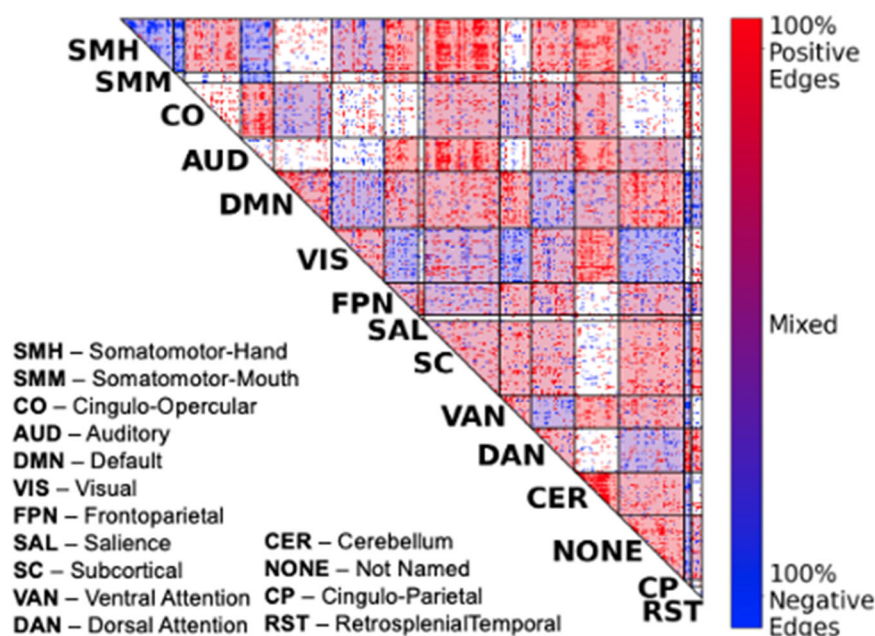 SMH
SMM
CO
AUD
DMN
VIS
FPN
SAL
SC
VAN
DAN
CER
NONE
CP
RST
100%
Positive
Edges
Mixed
100%
Negative
Edges
SMH – Somatomotor-Hand
SMM – Somatomotor-Mouth
CO – Cingulo-Opercular
AUD – Auditory
DMN – Default
VIS – Visual
FPN – Frontoparietal
SAL – Salience
SC – Subcortical
VAN – Ventral Attention
DAN – Dorsal Attention
CER – Cerebellum
NONE – Not Named
CP – Cingulo-Parietal
RST – RetrosplenialTemporal